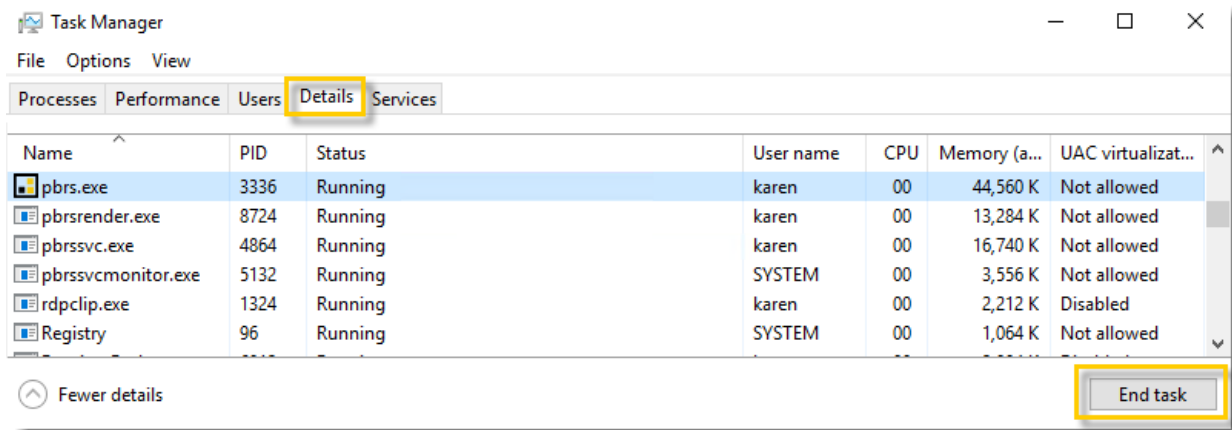 Task Manager
File Options View
Processes Performance Users Details Services
Name PID Status User name CPU Memory (a... UAC virtualizat...
pbrs.exe 3336 Running karen 00 44,560 K Not allowed
pbrsrender.exe 8724 Running karen 00 13,284 K Not allowed
pbrssvc.exe 4864 Running karen 00 16,740 K Not allowed
pbrssvcmonitor.exe 5132 Running SYSTEM 00 3,556 K Not allowed
rdpclip.exe 1324 Running karen 00 2,212 K Disabled
Registry 96 Running SYSTEM 00 1,064 K Not allowed
Fewer details End task